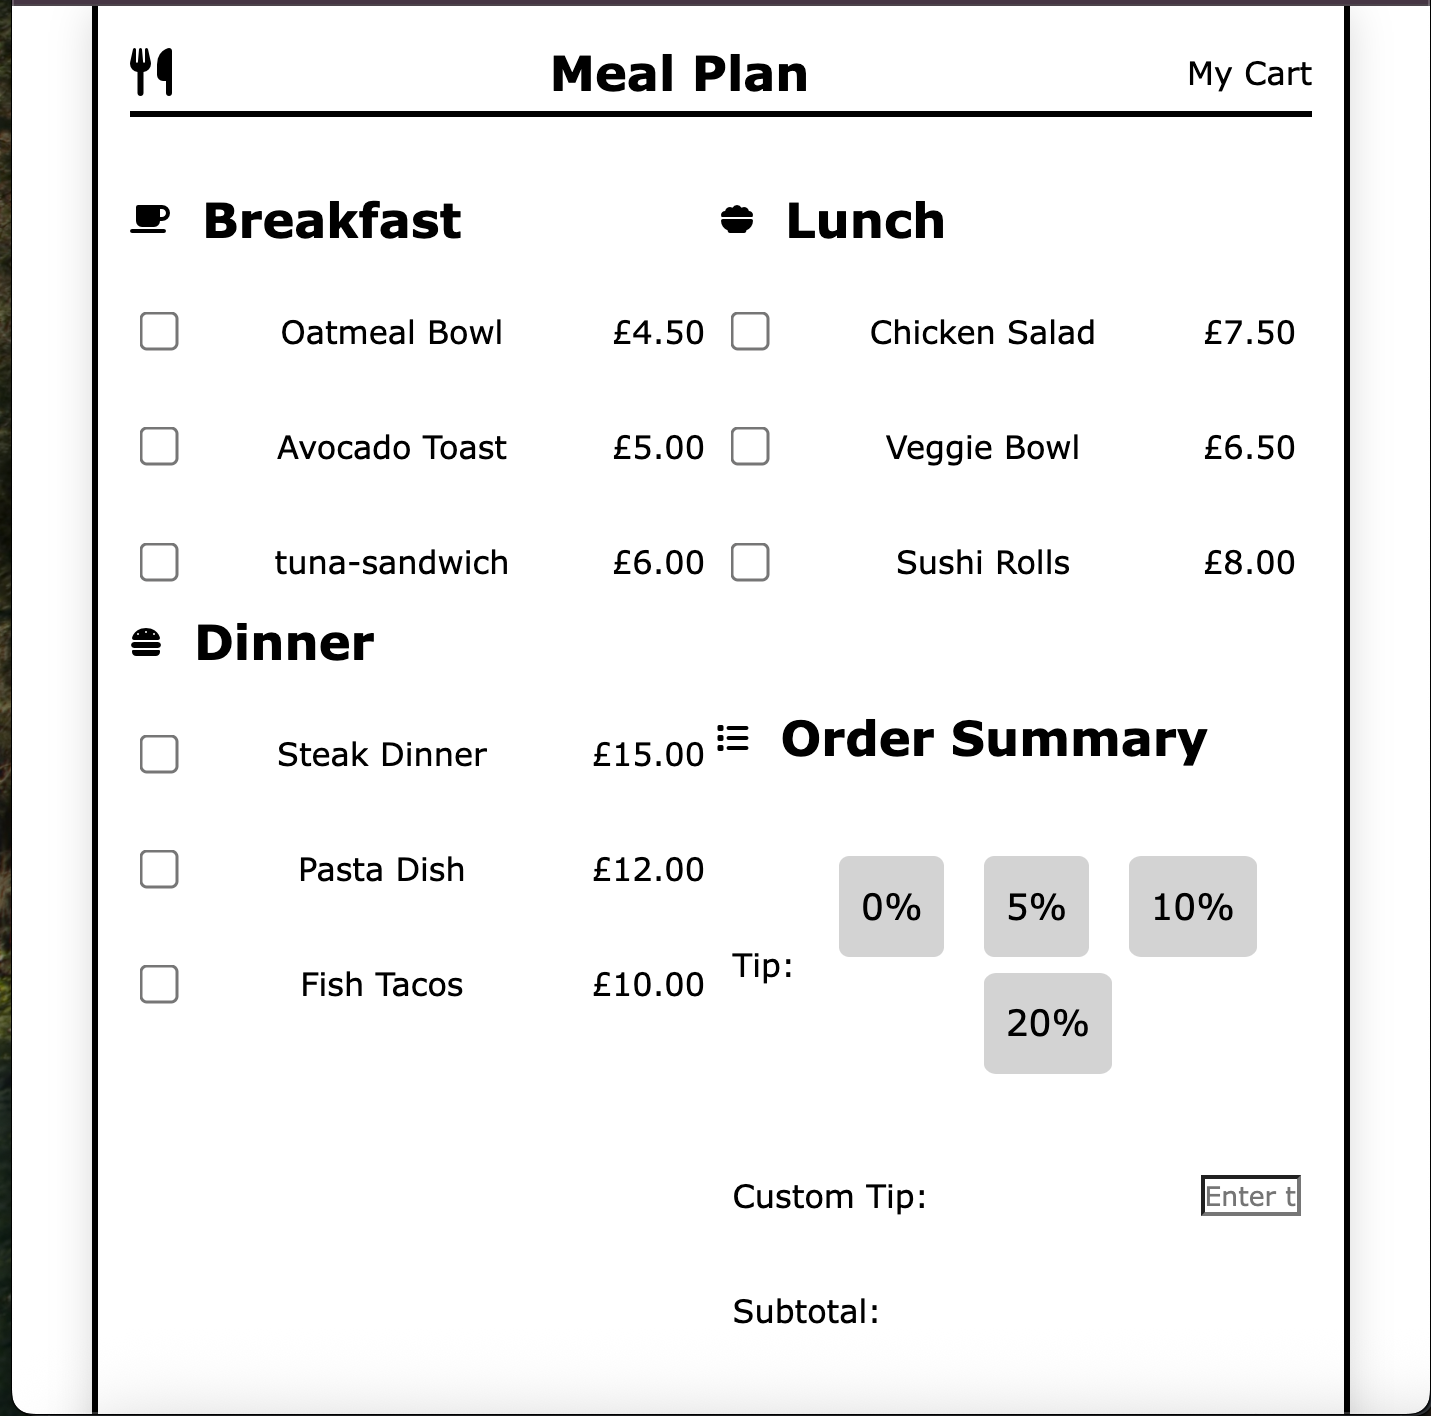 Meal Plan
My Cart
Breakfast
Oatmeal Bowl £4.50
Avocado Toast £5.00
tuna-sandwich £6.00
Lunch
Chicken Salad £7.50
Veggie Bowl £6.50
Sushi Rolls £8.00
Dinner
Steak Dinner £15.00
Pasta Dish £12.00
Fish Tacos £10.00
Order Summary
Tip:
0% 5% 10%
20%
Custom Tip: Enter t
Subtotal: